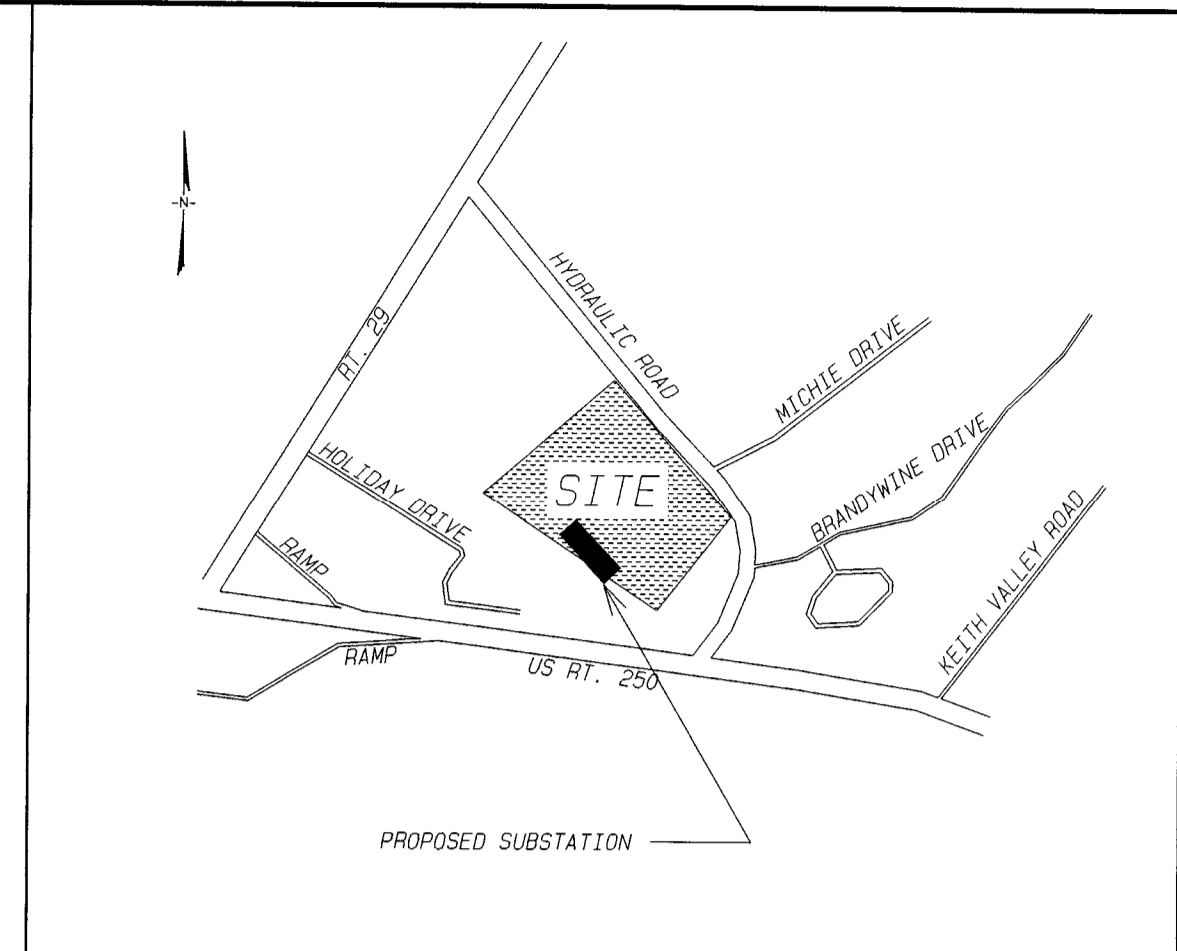 -N-
RT. 29
HYDRAULIC ROAD
MICHIE DRIVE
HOLIDAY DRIVE
SITE
BRANDYWINE DRIVE
RAMP
KEITH VALLEY ROAD
RAMP
US RT. 250
PROPOSED SUBSTATION